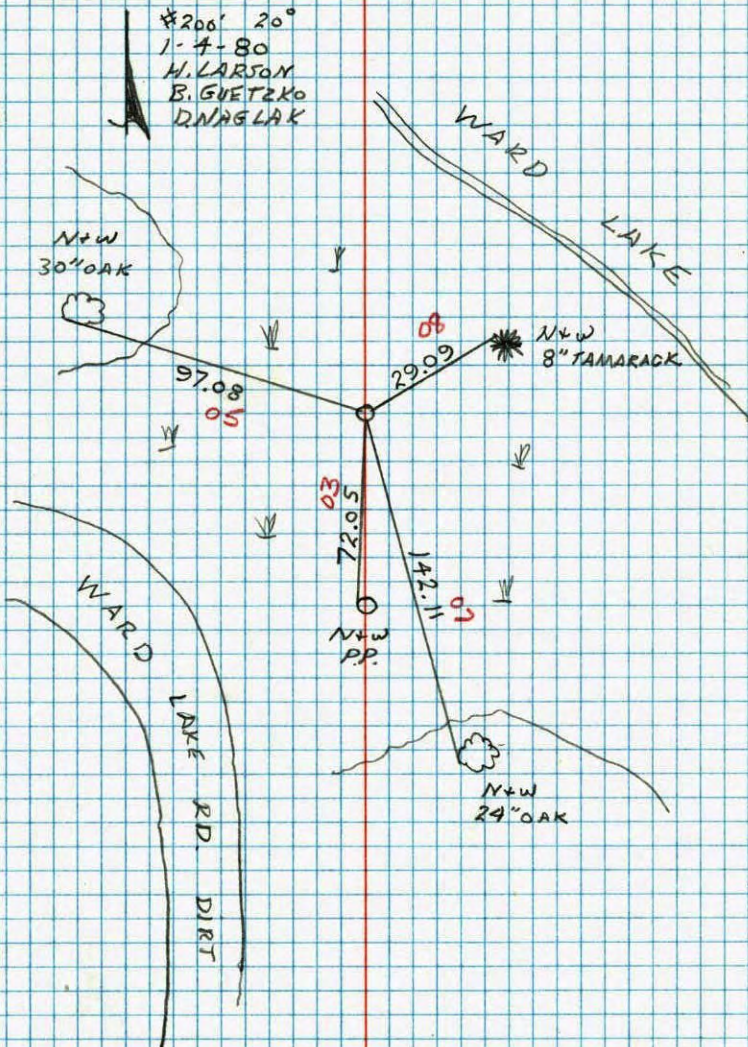 #200' 20°
1-4-80
H. LARSON
B. GUETZKO
D. NAGLAK
WARD LAKE
N+W
30" OAK
N+W
8" TAMARACK
08
29.09
97.08
05
03
72.05
142.11
07
N+W
P.P.
WARD LAKE RD. DIRT
N+W
24" OAK